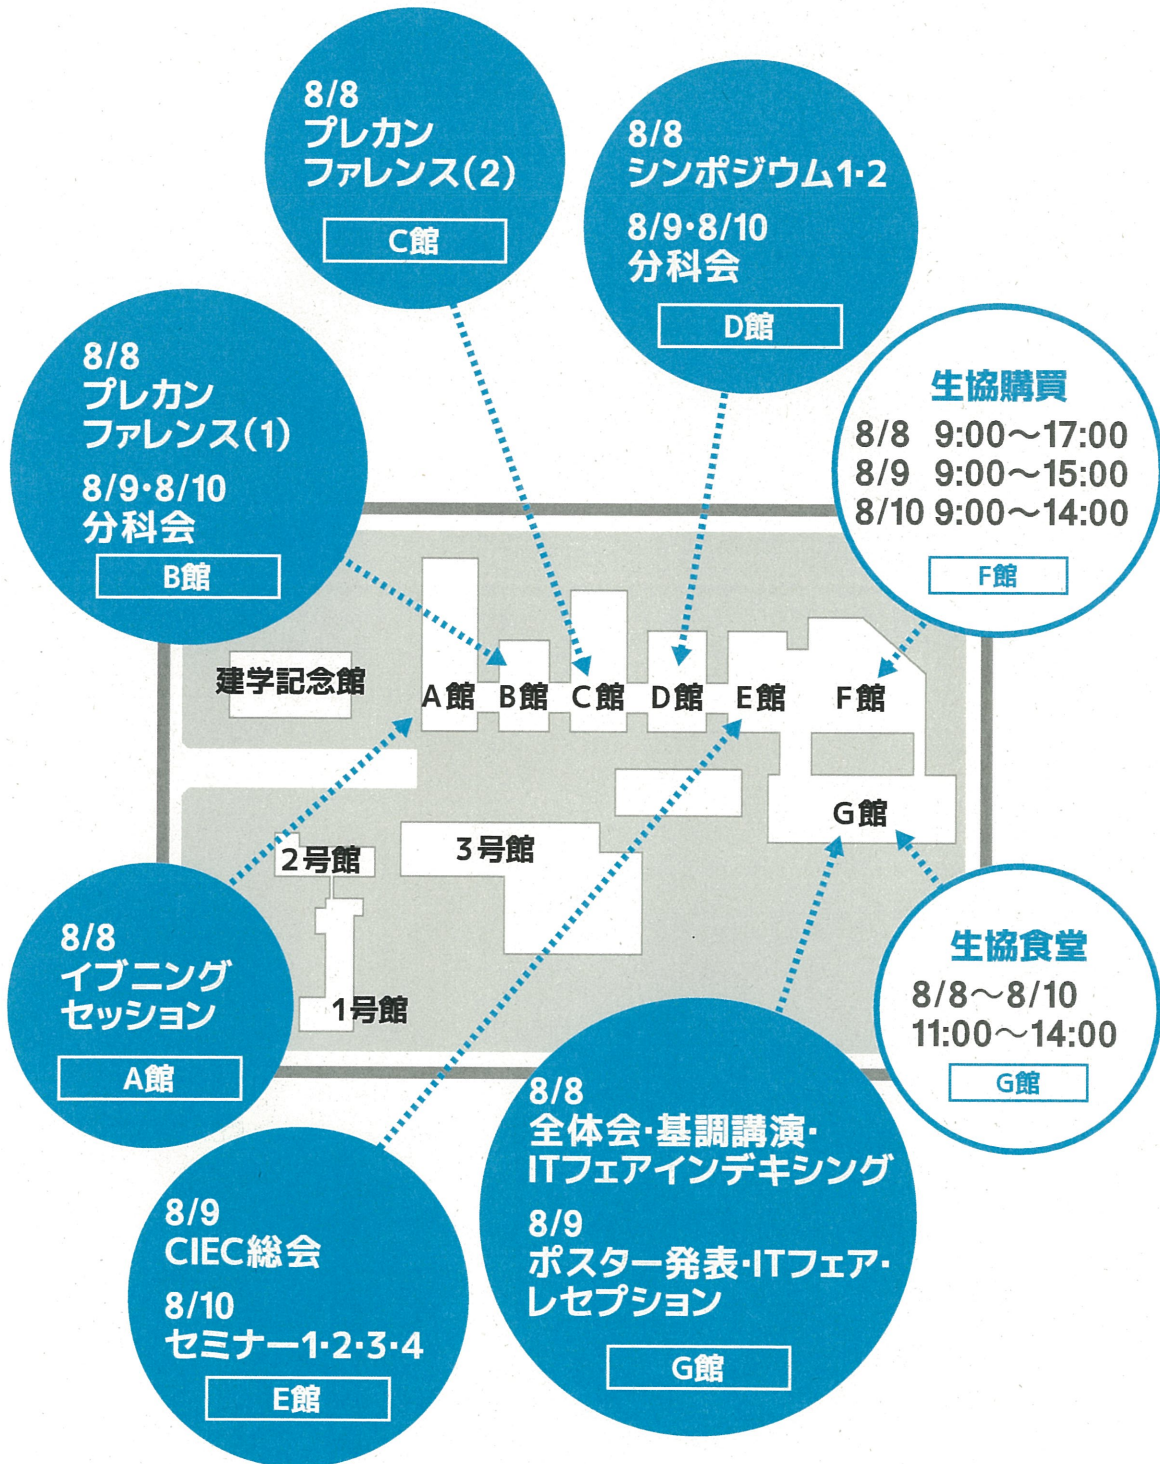 8/8
プレカン
ファレンス(2)
C館
8/8
シンポジウム1・2
8/9・8/10
分科会
D館
8/8
プレカン
ファレンス(1)
8/9・8/10
分科会
B館
生協購買
8/8 9:00〜17:00
8/9 9:00〜15:00
8/10 9:00〜14:00
F館
建学記念館
A館
B館
C館
D館
E館
F館
G館
2号館
3号館
1号館
8/8
イブニング
セッション
A館
生協食堂
8/8〜8/10
11:00〜14:00
G館
8/9
CIEC総会
8/10
セミナー1・2・3・4
E館
8/8
全体会・基調講演・
ITフェアインデキシング
8/9
ポスター発表・ITフェア・
レセプション
G館